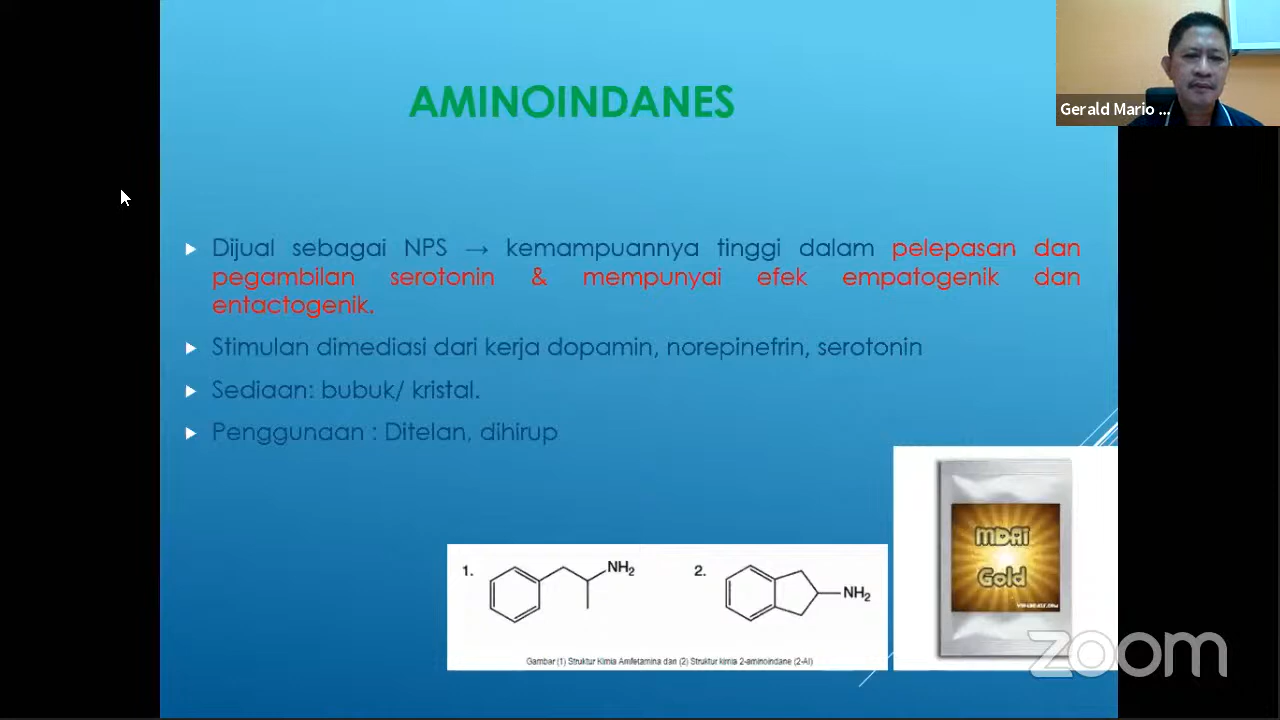 AMINOINDANES
Gerald Mario ...
Dijual sebagai NPS → kemampuannya tinggi dalam pelepasan dan
pegambilan serotonin & mempunyai efek empatogenik dan
entactogenik.
Stimulan dimediasi dari kerja dopamin, norepinefrin, serotonin
Sediaan: bubuk/ kristal.
Penggunaan : Ditelan, dihirup
1.
NH2
2.
NH2
Gambar (1) Struktur Kimia Amfetamina dan (2) Struktur kimia 2-aminoindane (2-AI)
MDAi
Gold
zoom